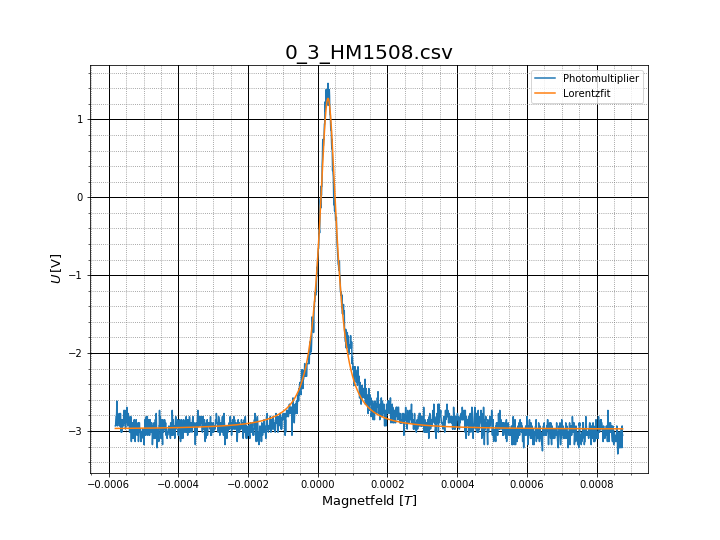 0_3_HM1508.csv
Photomultiplier
Lorentzfit
1
0
−1
−2
−3
U[V]
−0.0006 −0.0004 −0.0002 0.0000 0.0002 0.0004 0.0006 0.0008
Magnetfeld [T]